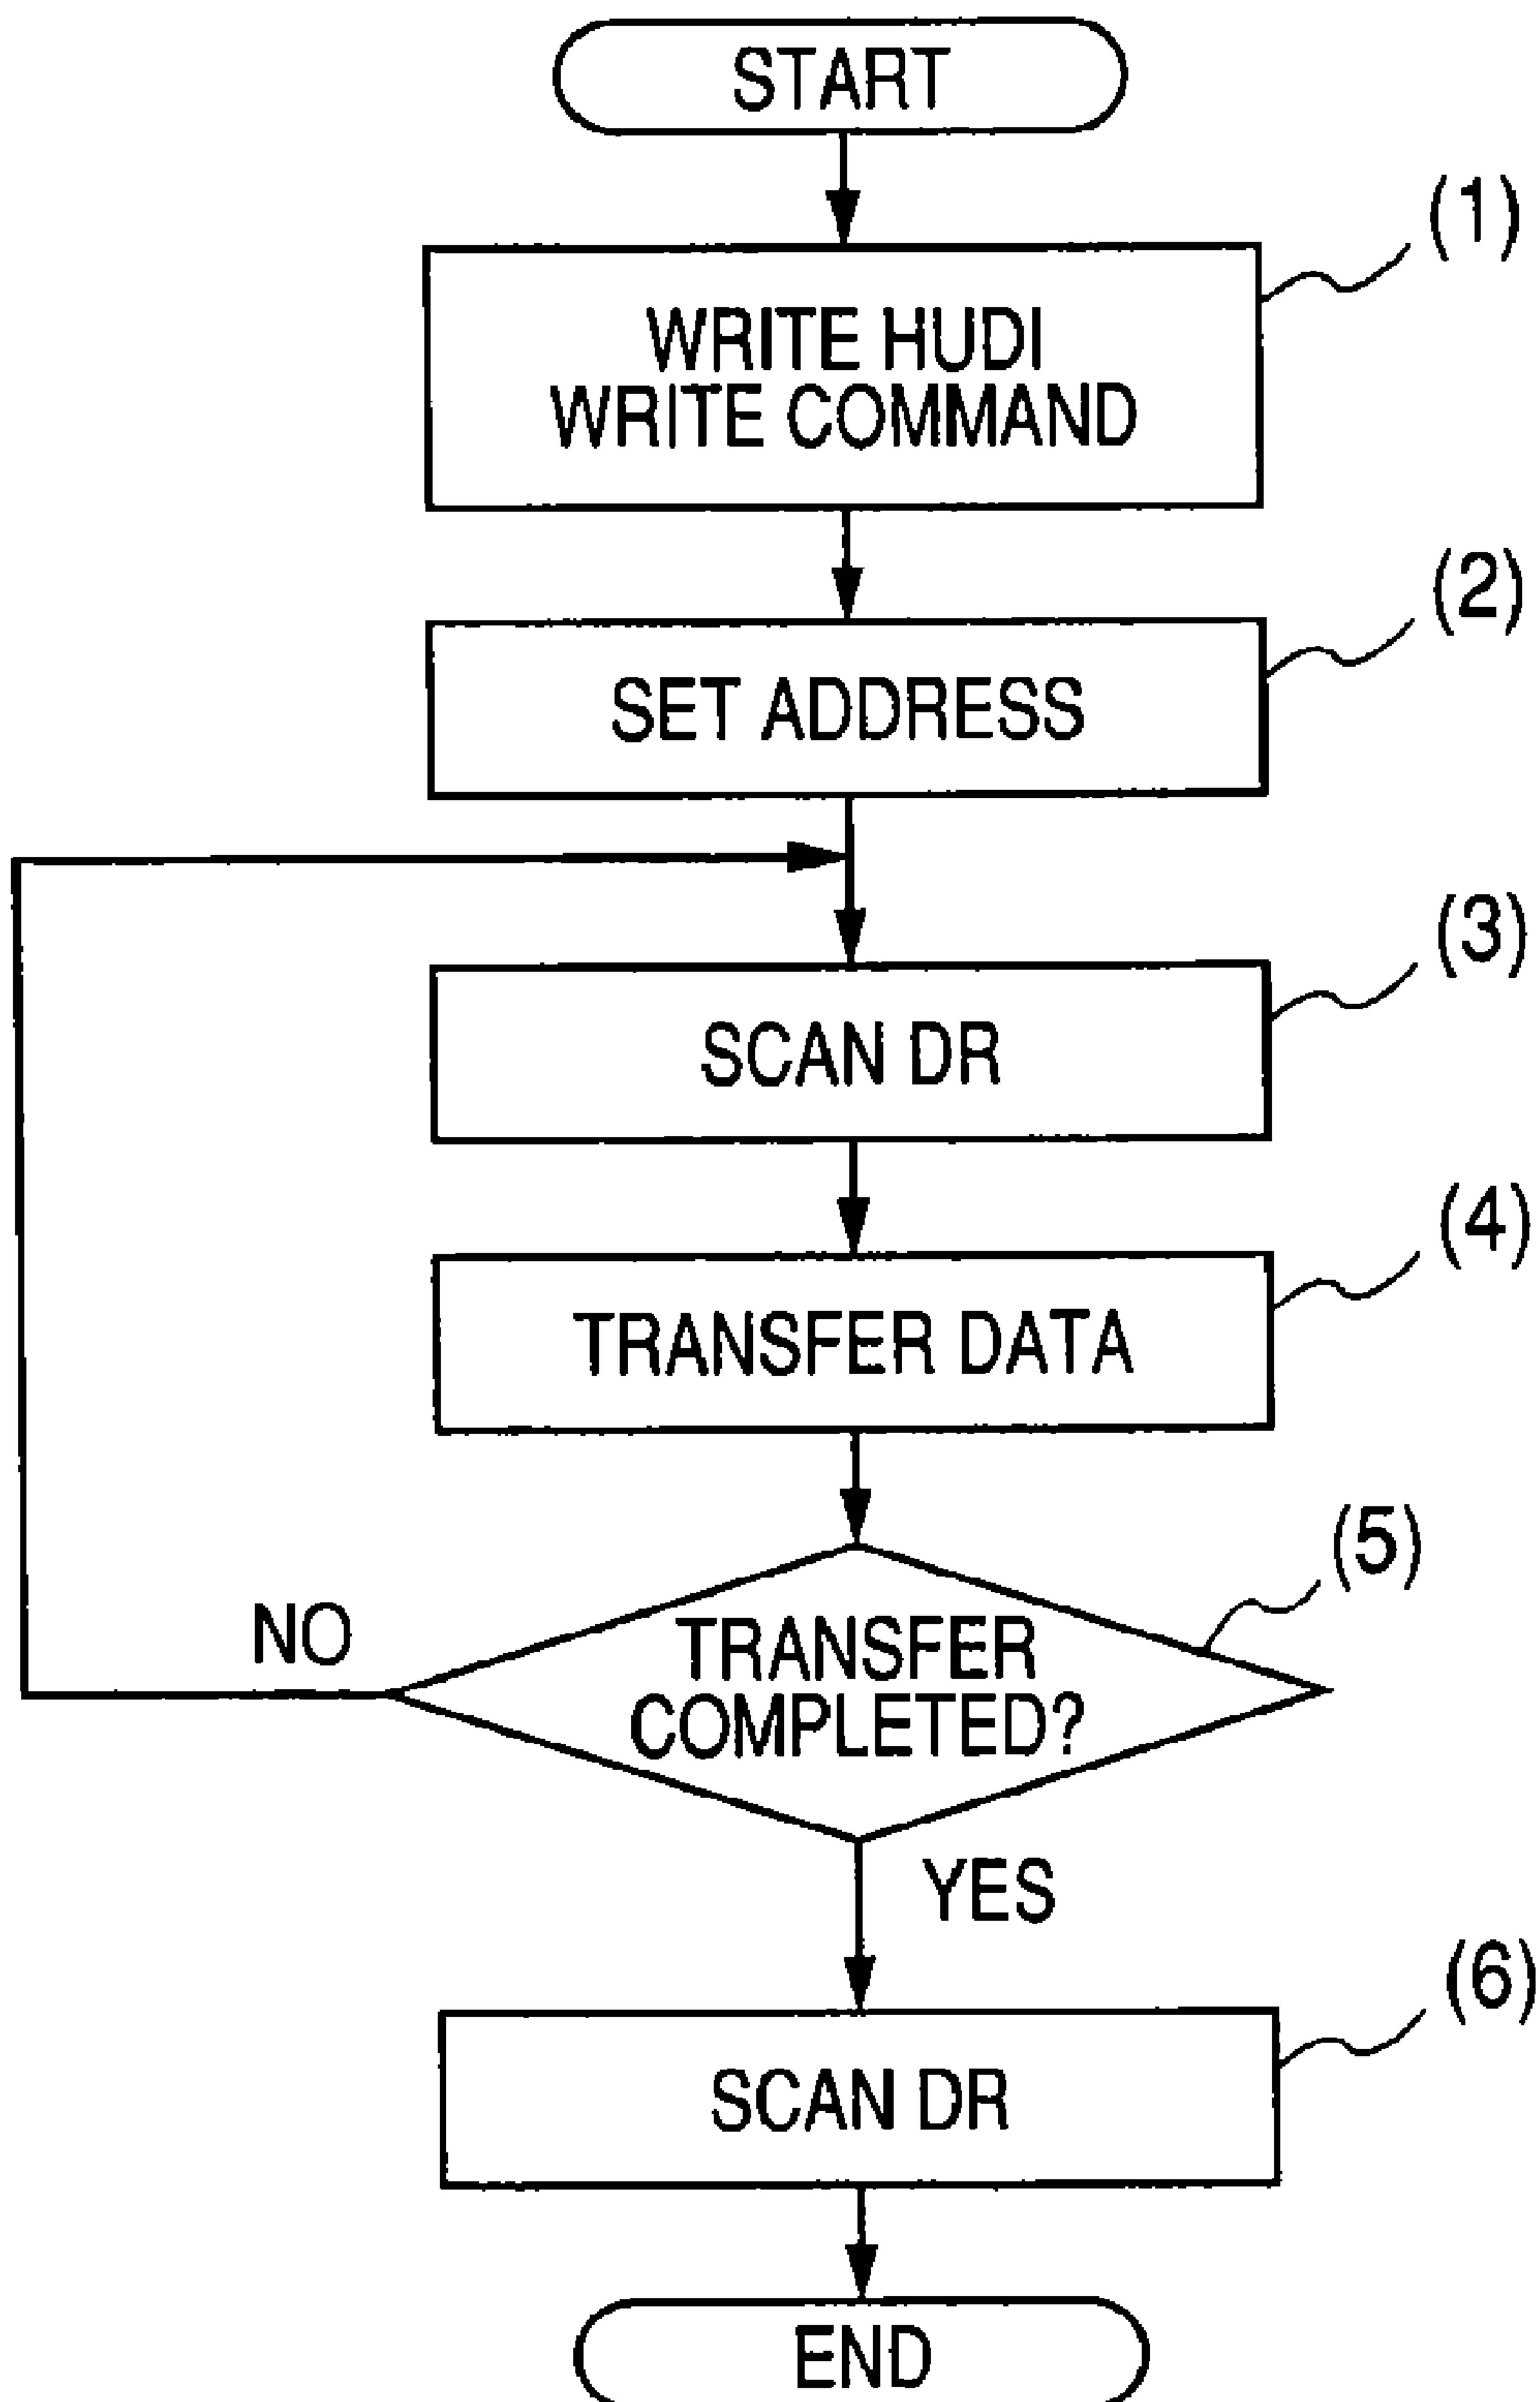 START
(1)
WRITE HUDI
WRITE COMMAND
(2)
SET ADDRESS
(3)
SCAN DR
(4)
TRANSFER DATA
(5)
NO
TRANSFER
COMPLETED?
YES
(6)
SCAN DR
END